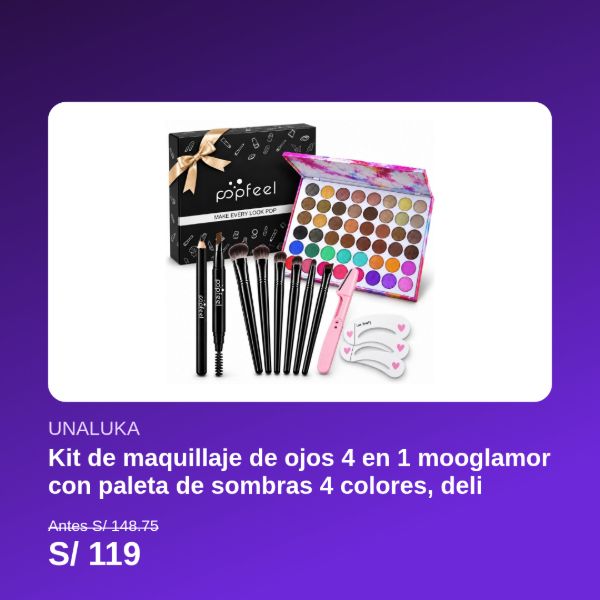 popfeel
MAKE EVERY LOOK POP
popfeel
popfeel
UNALUKA
Kit de maquillaje de ojos 4 en 1 mooglamor
con paleta de sombras 4 colores, deli
Antes S/ 148.75
S/ 119